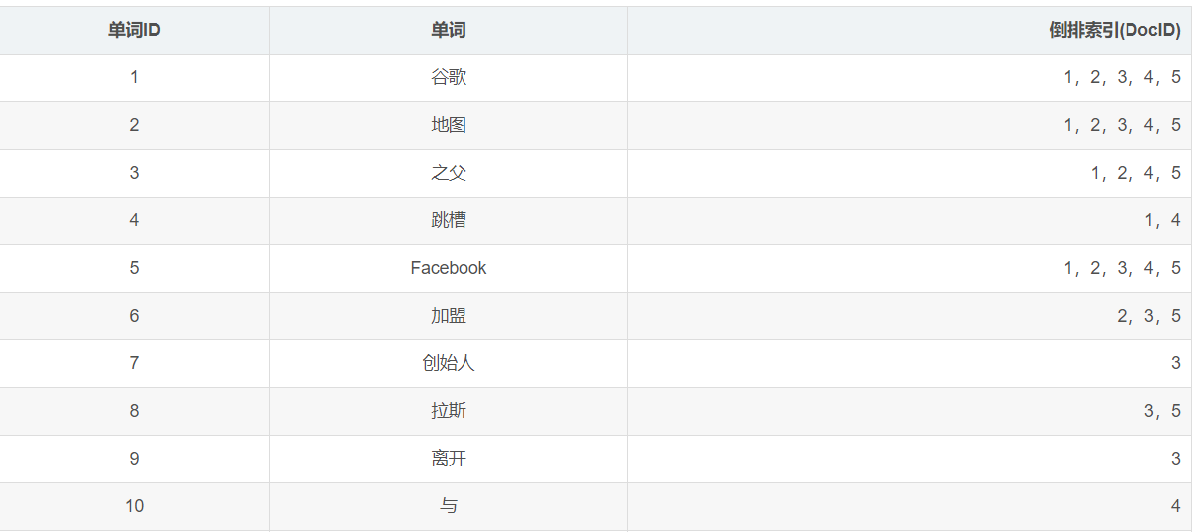 单词ID 单词 倒排索引(DocID)
1 谷歌 1，2，3，4，5
2 地图 1，2，3，4，5
3 之父 1，2，4，5
4 跳槽 1，4
5 Facebook 1，2，3，4，5
6 加盟 2，3，5
7 创始人 3
8 拉斯 3，5
9 离开 3
10 与 4